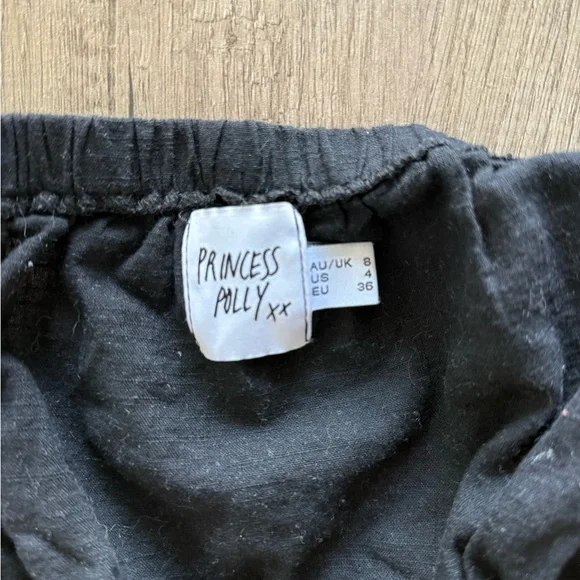 PRINCESS
POLLY xx
AU/UK 8
US 4
EU 36